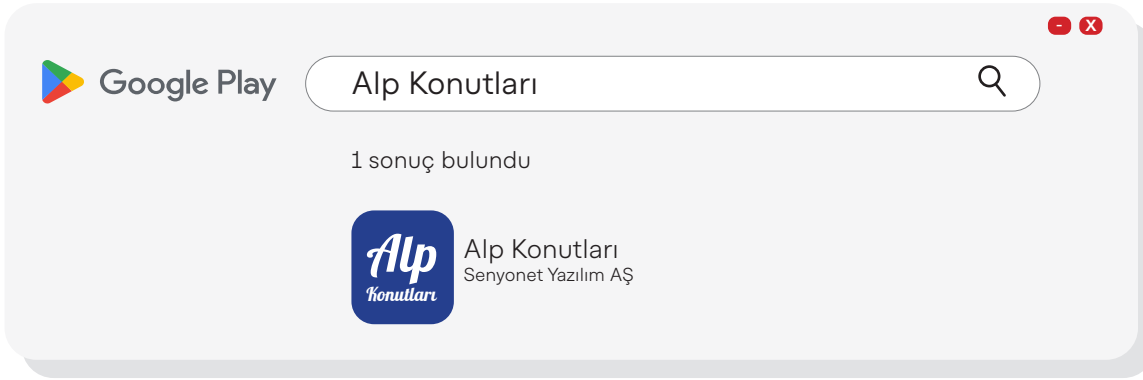 - X
Google Play
Alp Konutları
1 sonuç bulundu
Alp
Konutları
Alp Konutları
Senyonet Yazılım AŞ